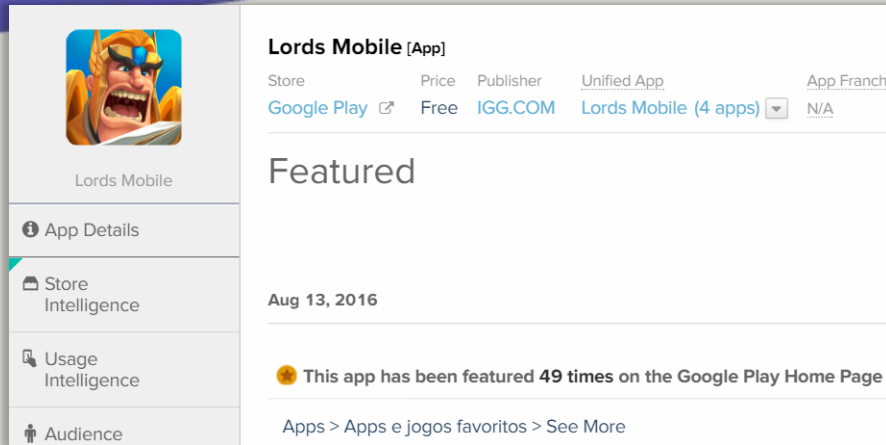 Lords Mobile [App]
Store Price Publisher Unified App App Franch
Google Play Free IGG.COM Lords Mobile (4 apps) N/A
Lords Mobile
Featured
App Details
Store
Intelligence
Aug 13, 2016
Usage
Intelligence
This app has been featured 49 times on the Google Play Home Page
Apps > Apps e jogos favoritos > See More
Audience